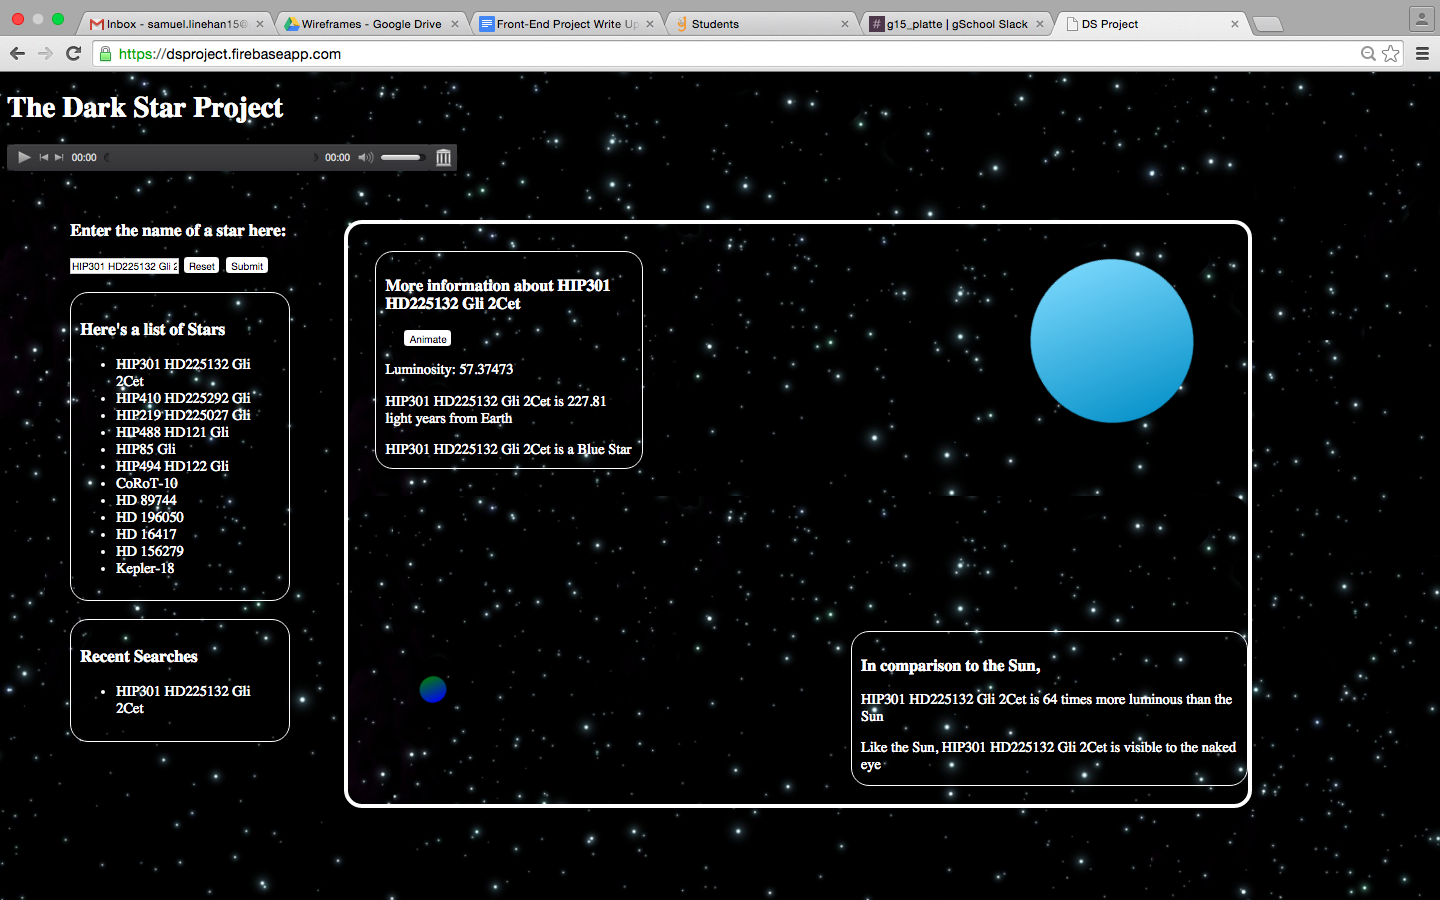 Inbox - samuel.linehan15@
Wireframes - Google Drive
Front-End Project Write Up
Students
g15_platte | gSchool Slack
DS Project
https://dsproject.firebaseapp.com
The Dark Star Project
00:00
00:00
Enter the name of a star here:
HIP301 HD225132 Gli 2
Reset
Submit
Here's a list of Stars
HIP301 HD225132 Gli
2Cet
HIP410 HD225292 Gli
HIP219 HD225027 Gli
HIP488 HD121 Gli
HIP85 Gli
HIP494 HD122 Gli
CoRoT-10
HD 89744
HD 196050
HD 16417
HD 156279
Kepler-18
Recent Searches
HIP301 HD225132 Gli
2Cet
More information about HIP301
HD225132 Gli 2Cet
Animate
Luminosity: 57.37473
HIP301 HD225132 Gli 2Cet is 227.81
light years from Earth
HIP301 HD225132 Gli 2Cet is a Blue Star
In comparison to the Sun,
HIP301 HD225132 Gli 2Cet is 64 times more luminous than the
Sun
Like the Sun, HIP301 HD225132 Gli 2Cet is visible to the naked
eye